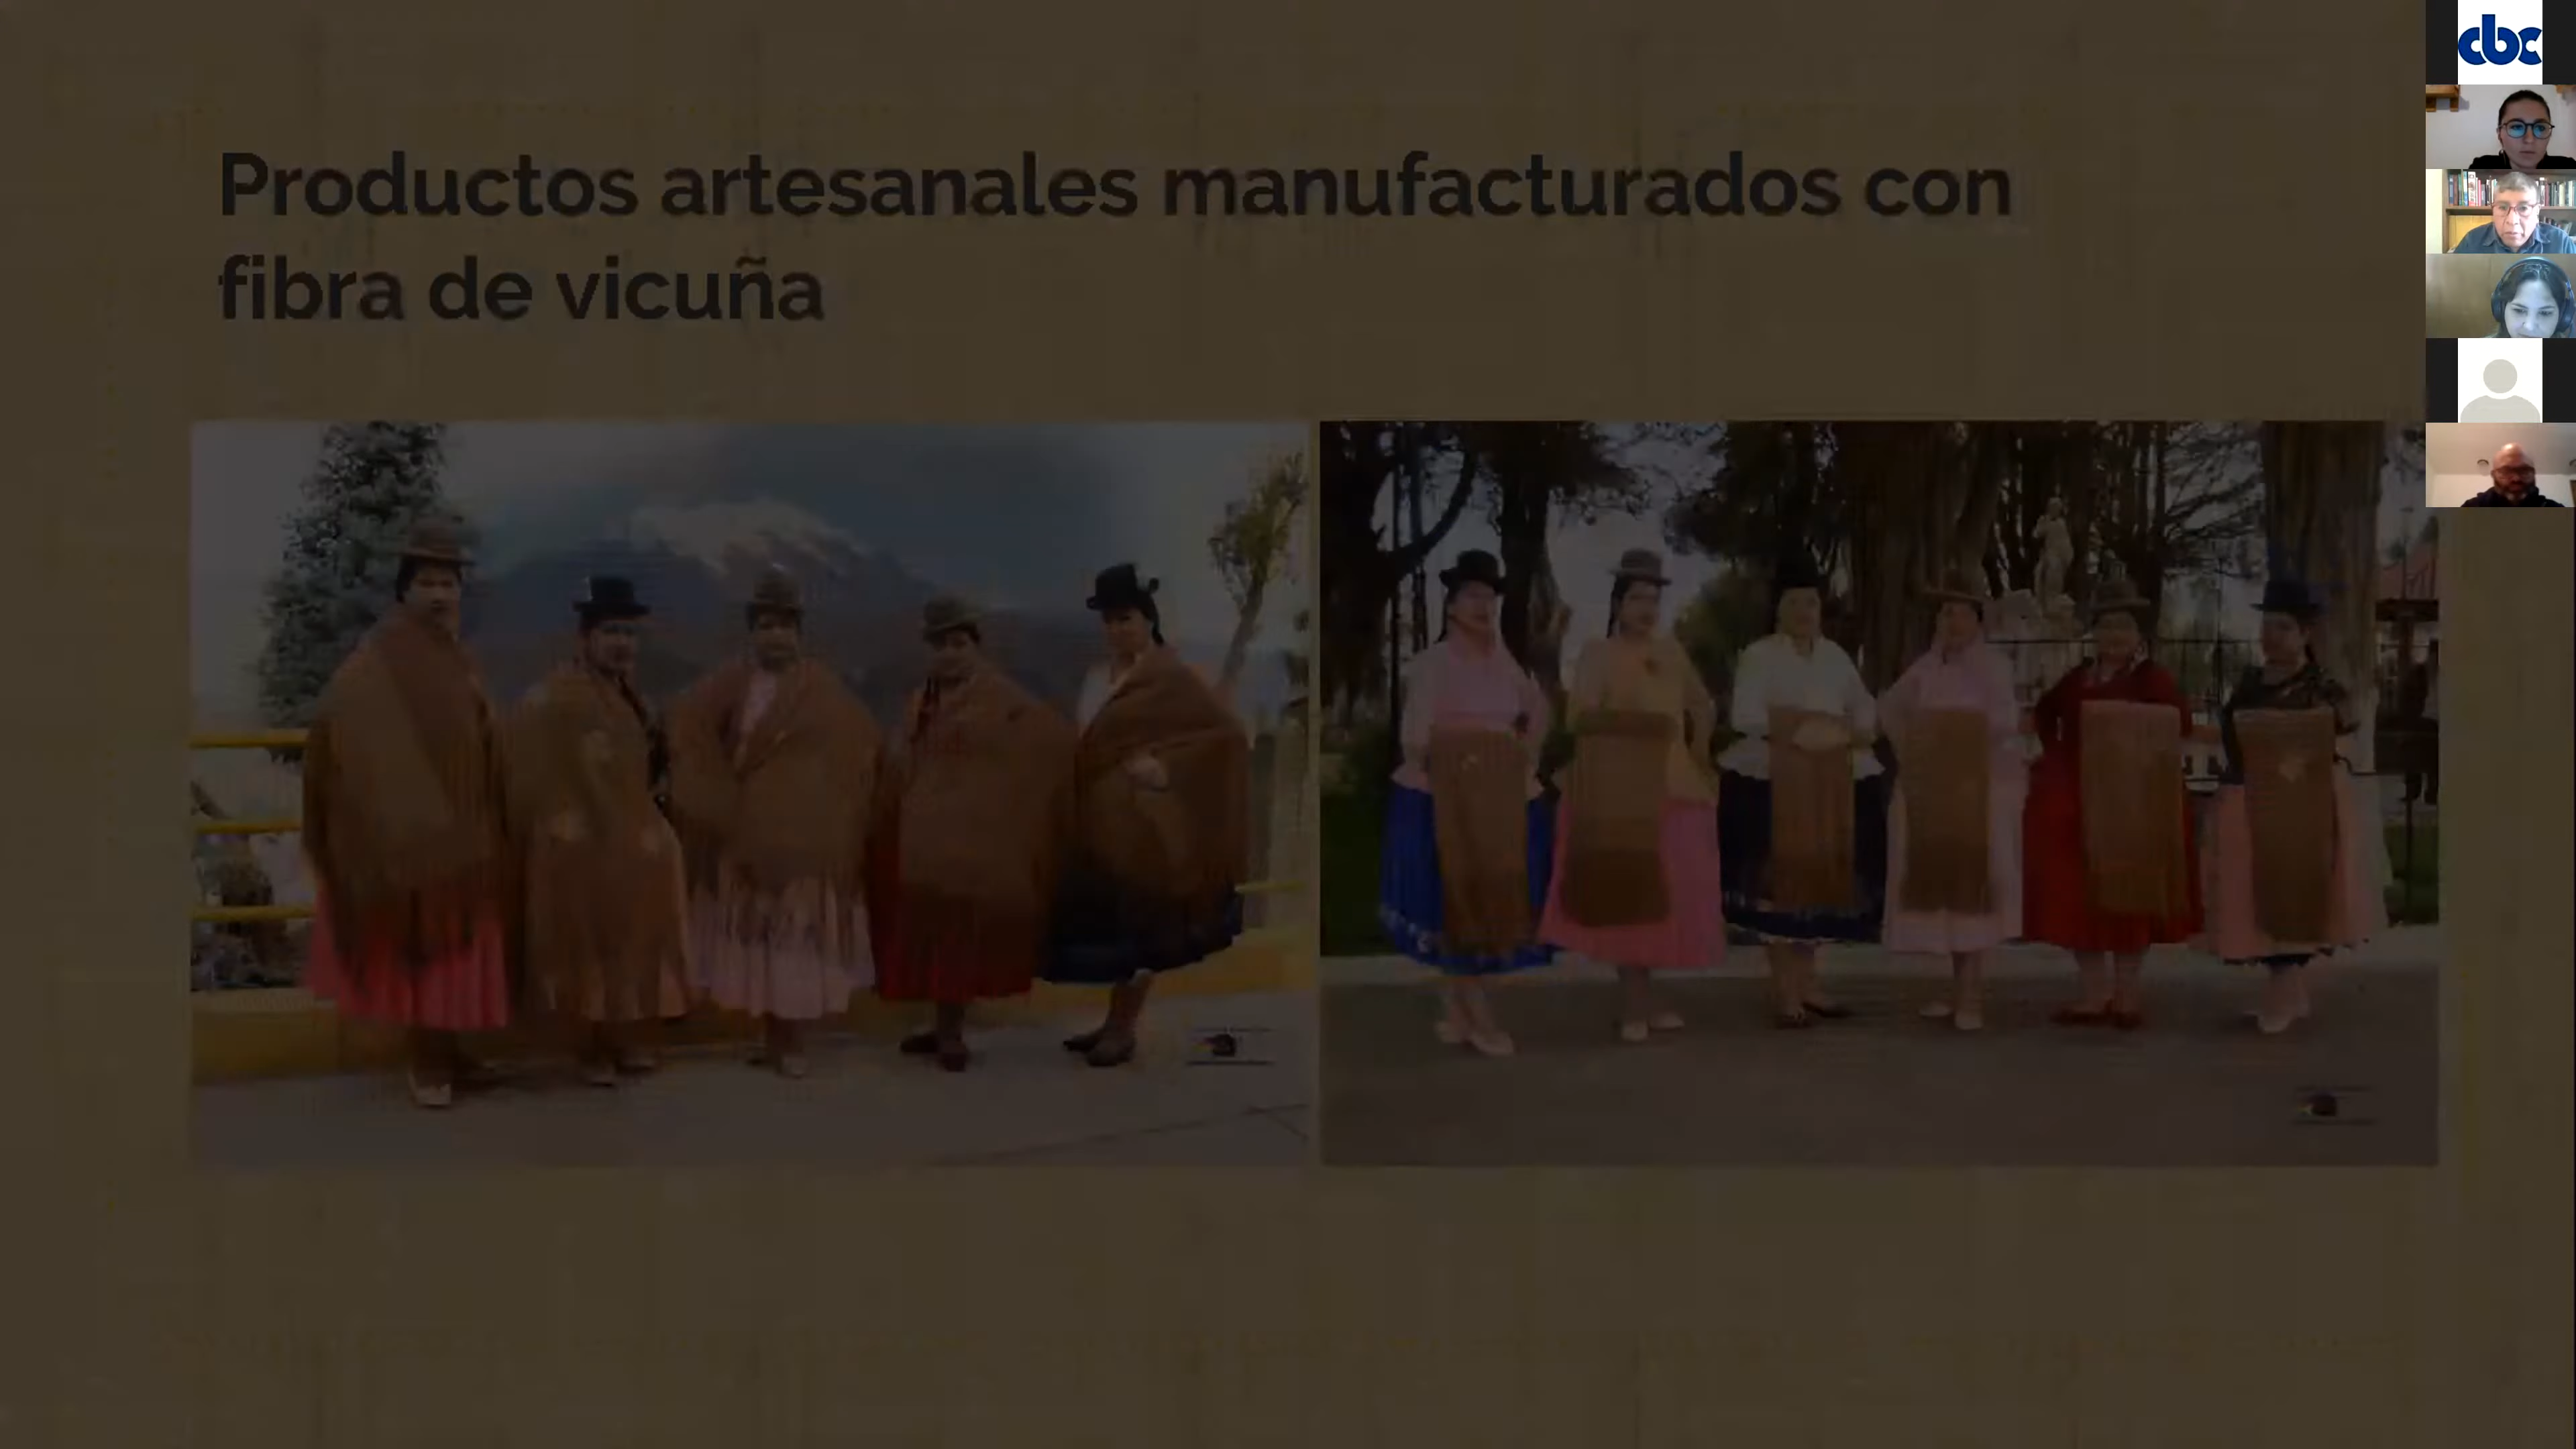 Productos artesanales manufacturados con
fibra de vicuña
cbc